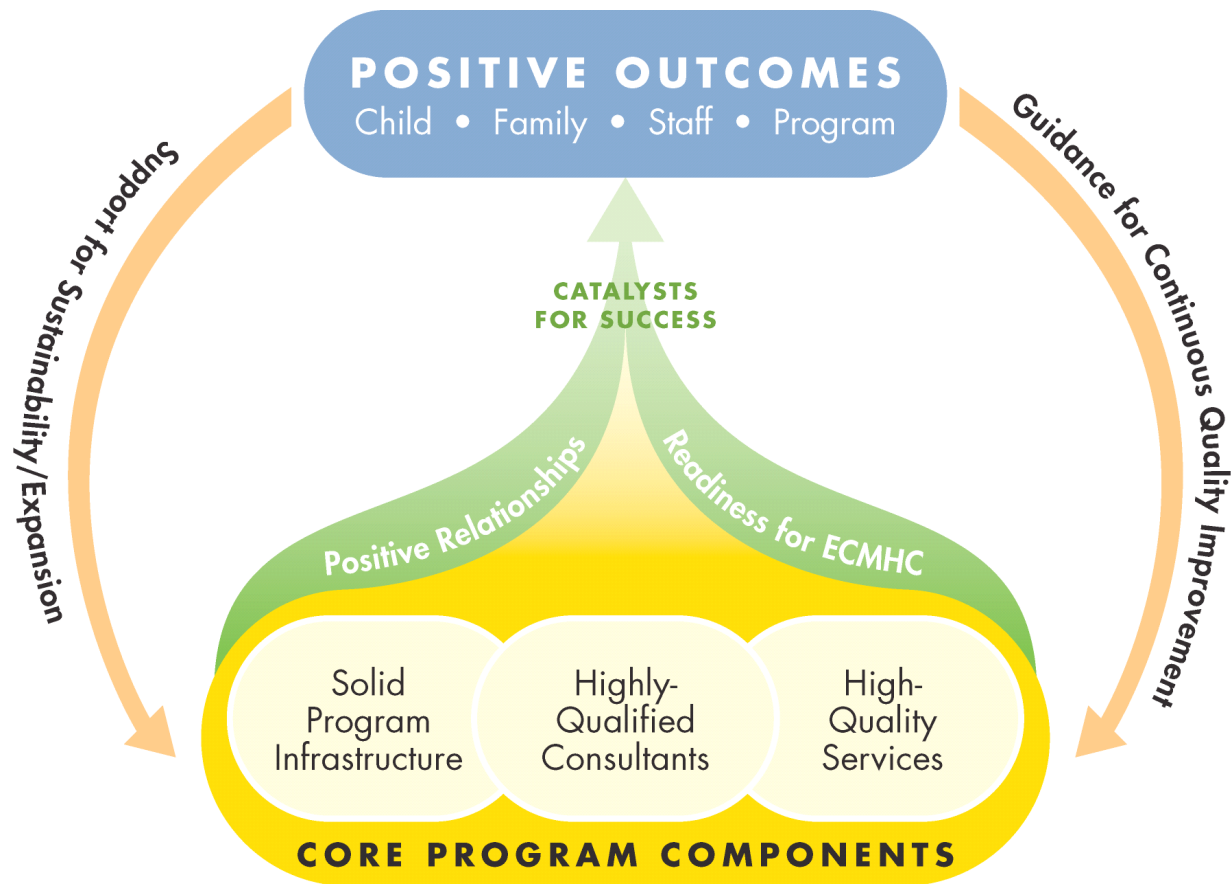 POSITIVE OUTCOMES
Child • Family • Staff • Program
Support for Sustainability/Expansion
Guidance for Continuous Quality Improvement
CATALYSTS
FOR SUCCESS
Positive Relationships
Readiness for ECMHC
Solid
Program
Infrastructure
Highly-
Qualified
Consultants
High-
Quality
Services
CORE PROGRAM COMPONENTS